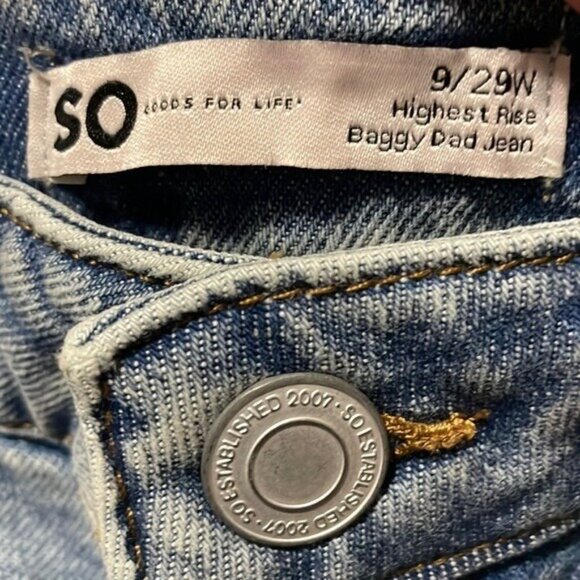 SO GOODS FOR LIFE®
9/29W
Highest Rise
Baggy Dad Jean
SO ESTABLISHED 2007 · SO ESTABLISHED 2007 ·